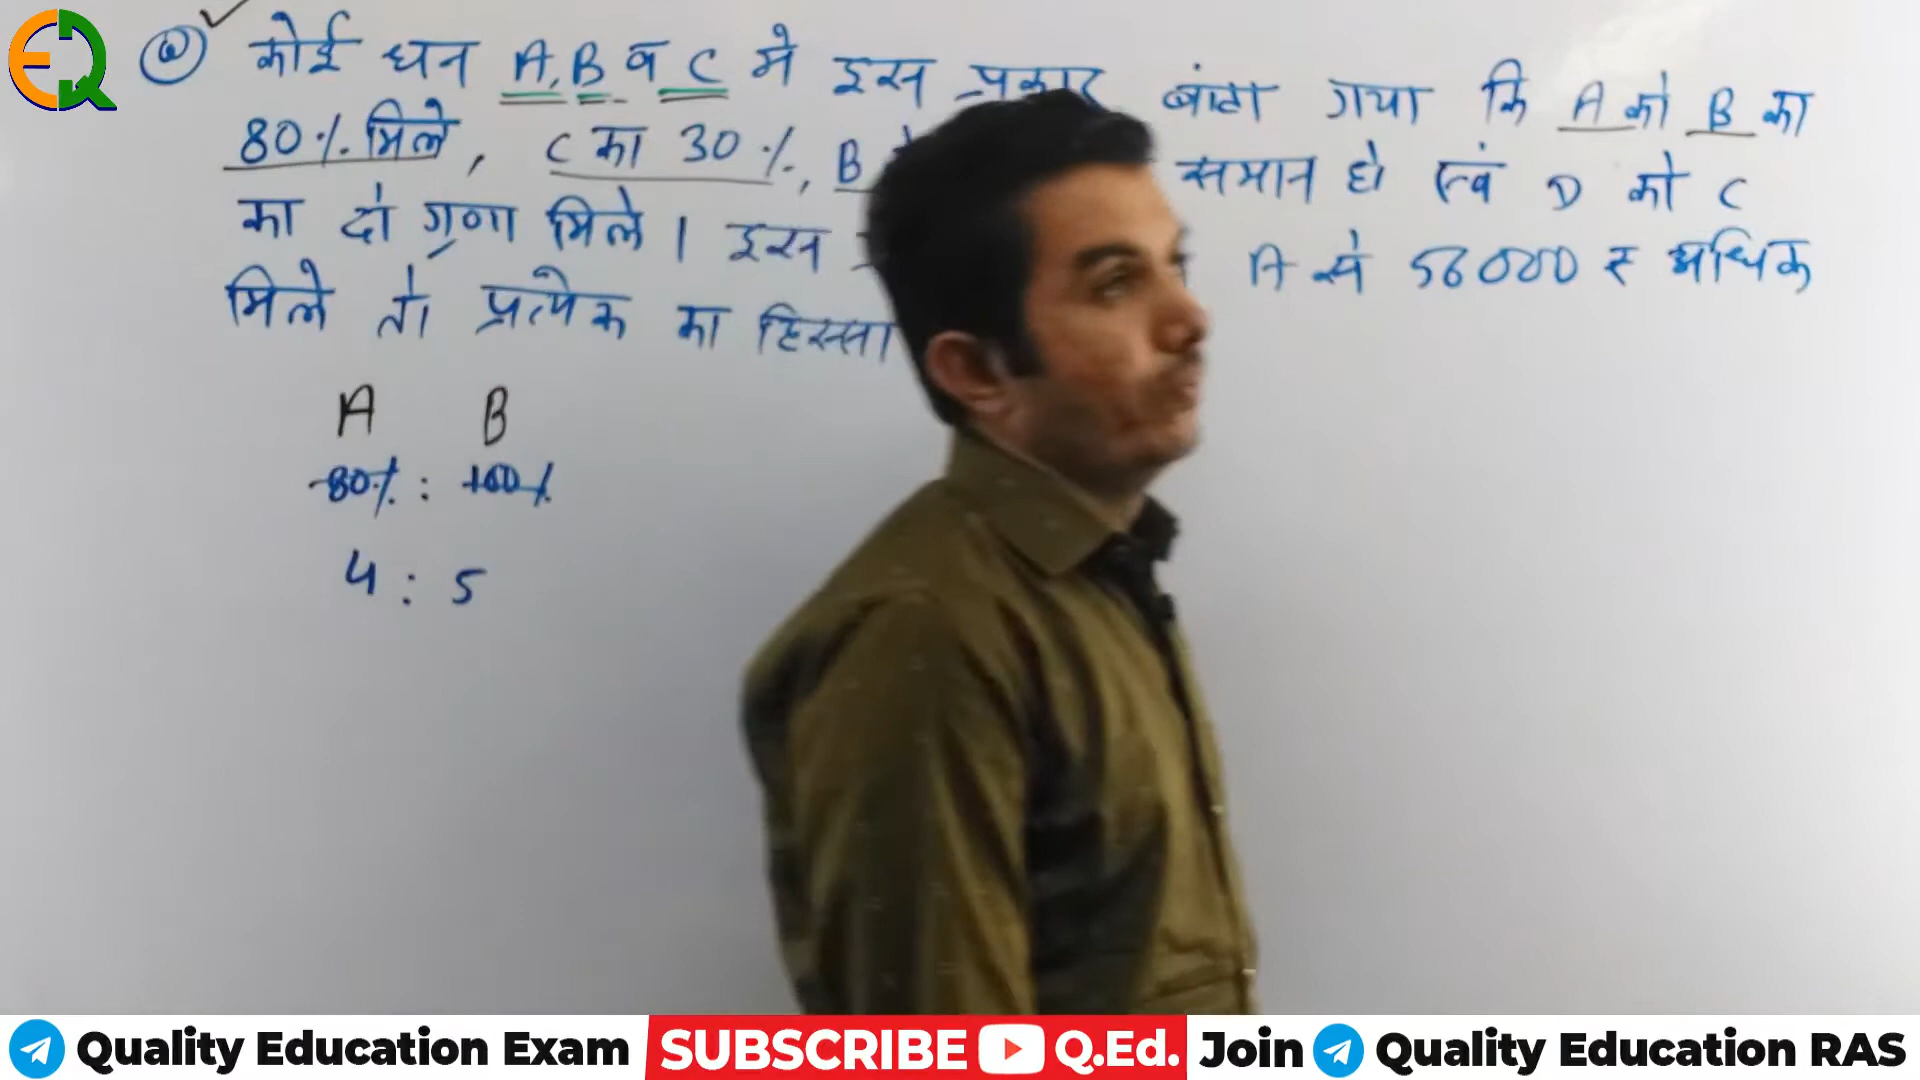 कोई धन A, B व C मे इस प्रकार बांटा गया कि A को B का
80% मिले, C का 30%, B समान हो एवं D को C
का दो गुणा मिले। इस A से 56000 ₹ अधिक
मिले तो प्रत्येक का हिस्सा
A B
80% : 100%
4 : 5
Quality Education Exam SUBSCRIBE Q.Ed. Join Quality Education RAS